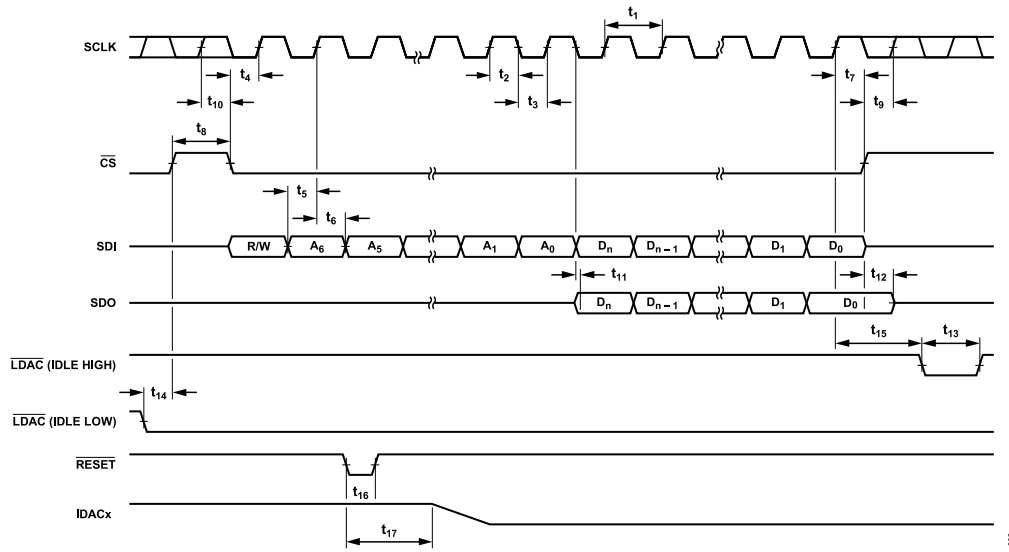 t1
SCLK
t4
t2
t7
t10
t3
t9
t8
CS
t5
t6
SDI
R/W
A6
A5
A1
A0
Dn
Dn – 1
D1
D0
t11
t12
SDO
Dn
Dn – 1
D1
D0
t15
t13
LDAC (IDLE HIGH)
t14
LDAC (IDLE LOW)
RESET
t16
IDACx
t17